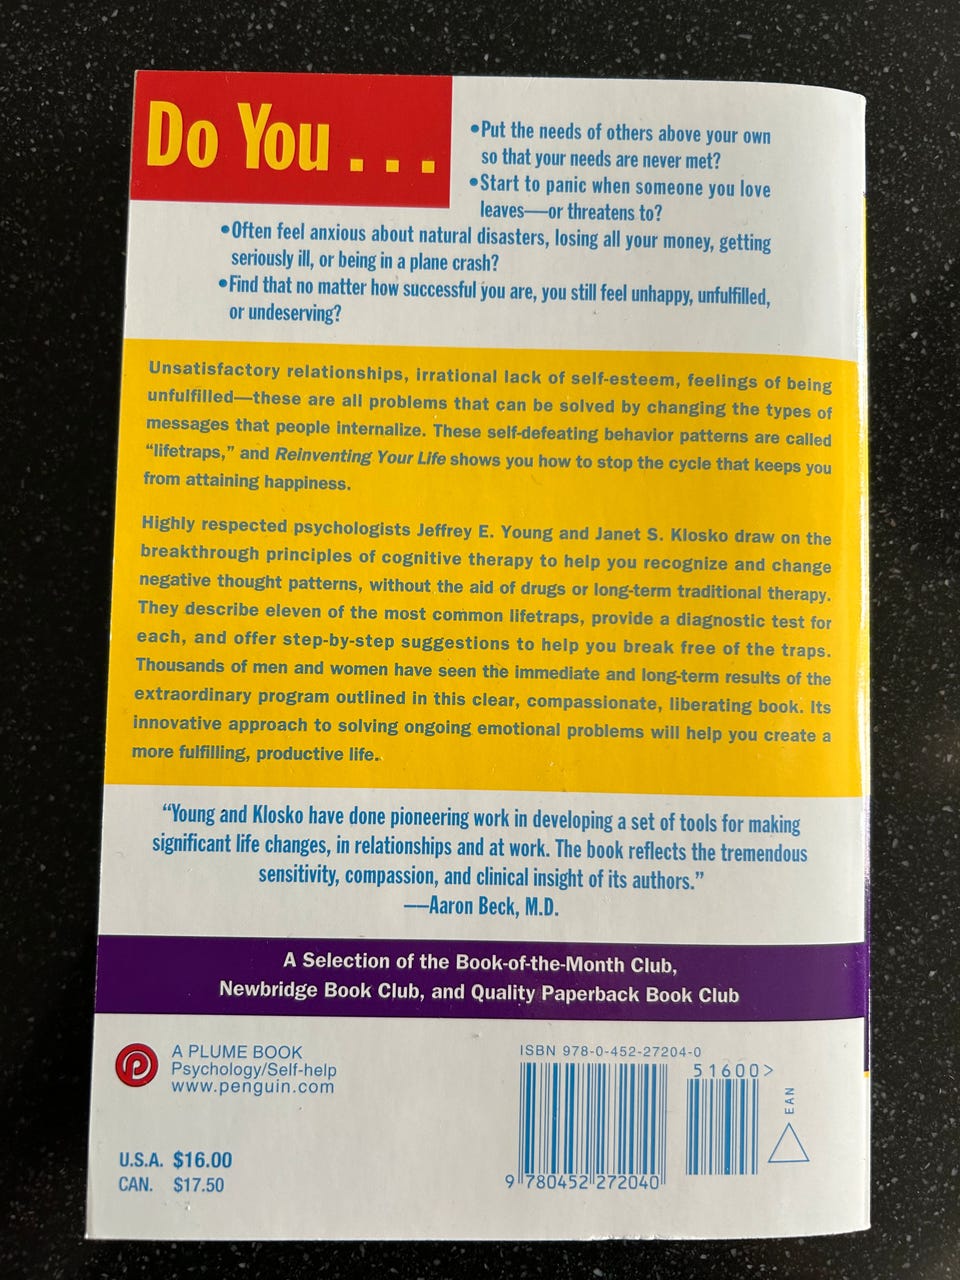 Do You . . .
•Put the needs of others above your own
so that your needs are never met?
•Start to panic when someone you love
leaves—or threatens to?
•Often feel anxious about natural disasters, losing all your money, getting
seriously ill, or being in a plane crash?
•Find that no matter how successful you are, you still feel unhappy, unfulfilled,
or undeserving?
Unsatisfactory relationships, irrational lack of self-esteem, feelings of being
unfulfilled—these are all problems that can be solved by changing the types of
messages that people internalize. These self-defeating behavior patterns are called
“lifetraps,” and Reinventing Your Life shows you how to stop the cycle that keeps you
from attaining happiness.
Highly respected psychologists Jeffrey E. Young and Janet S. Klosko draw on the
breakthrough principles of cognitive therapy to help you recognize and change
negative thought patterns, without the aid of drugs or long-term traditional therapy.
They describe eleven of the most common lifetraps, provide a diagnostic test for
each, and offer step-by-step suggestions to help you break free of the traps.
Thousands of men and women have seen the immediate and long-term results of the
extraordinary program outlined in this clear, compassionate, liberating book. Its
innovative approach to solving ongoing emotional problems will help you create a
more fulfilling, productive life.
“Young and Klosko have done pioneering work in developing a set of tools for making
significant life changes, in relationships and at work. The book reflects the tremendous
sensitivity, compassion, and clinical insight of its authors.”
—Aaron Beck, M.D.
A Selection of the Book-of-the-Month Club,
Newbridge Book Club, and Quality Paperback Book Club
A PLUME BOOK
Psychology/Self-help
www.penguin.com
U.S.A. $16.00
CAN. $17.50
ISBN 978-0-452-27204-0
51600>
EAN
9 780452 272040